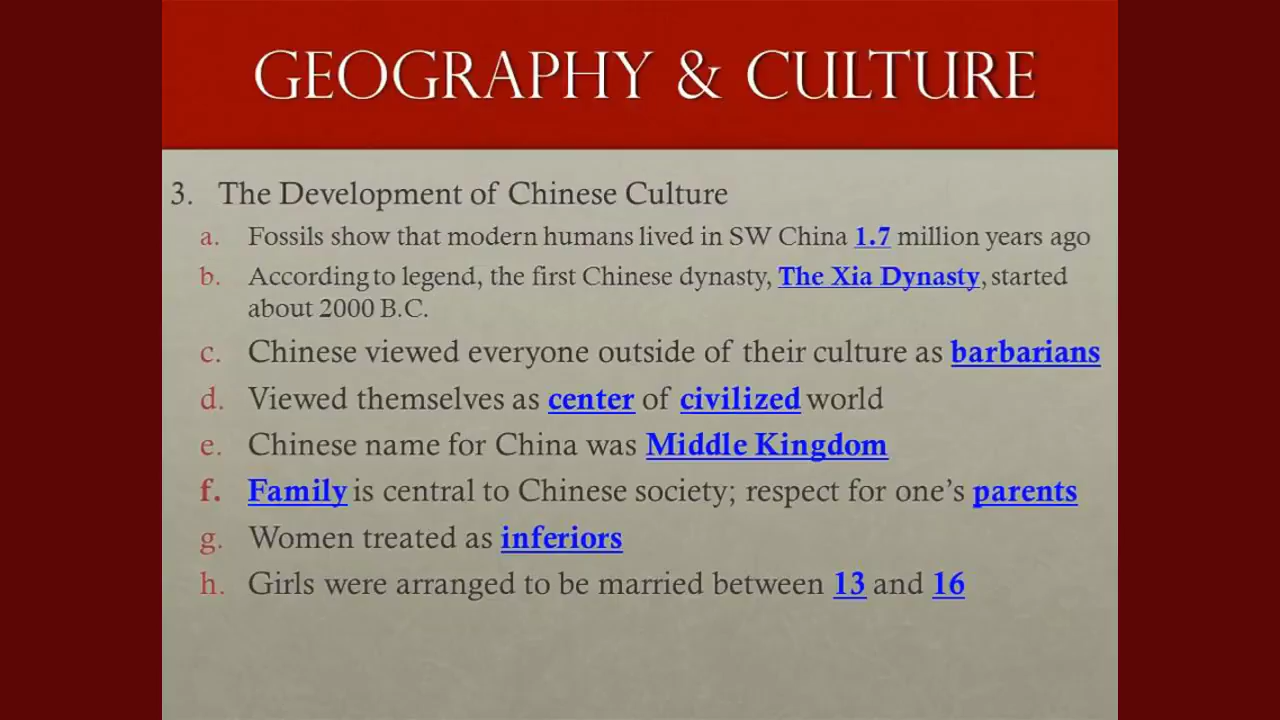 GEOGRAPHY & CULTURE
3. The Development of Chinese Culture
a. Fossils show that modern humans lived in SW China 1.7 million years ago
b. According to legend, the first Chinese dynasty, The Xia Dynasty, started
about 2000 B.C.
c. Chinese viewed everyone outside of their culture as barbarians
d. Viewed themselves as center of civilized world
e. Chinese name for China was Middle Kingdom
f. Family is central to Chinese society; respect for one’s parents
g. Women treated as inferiors
h. Girls were arranged to be married between 13 and 16